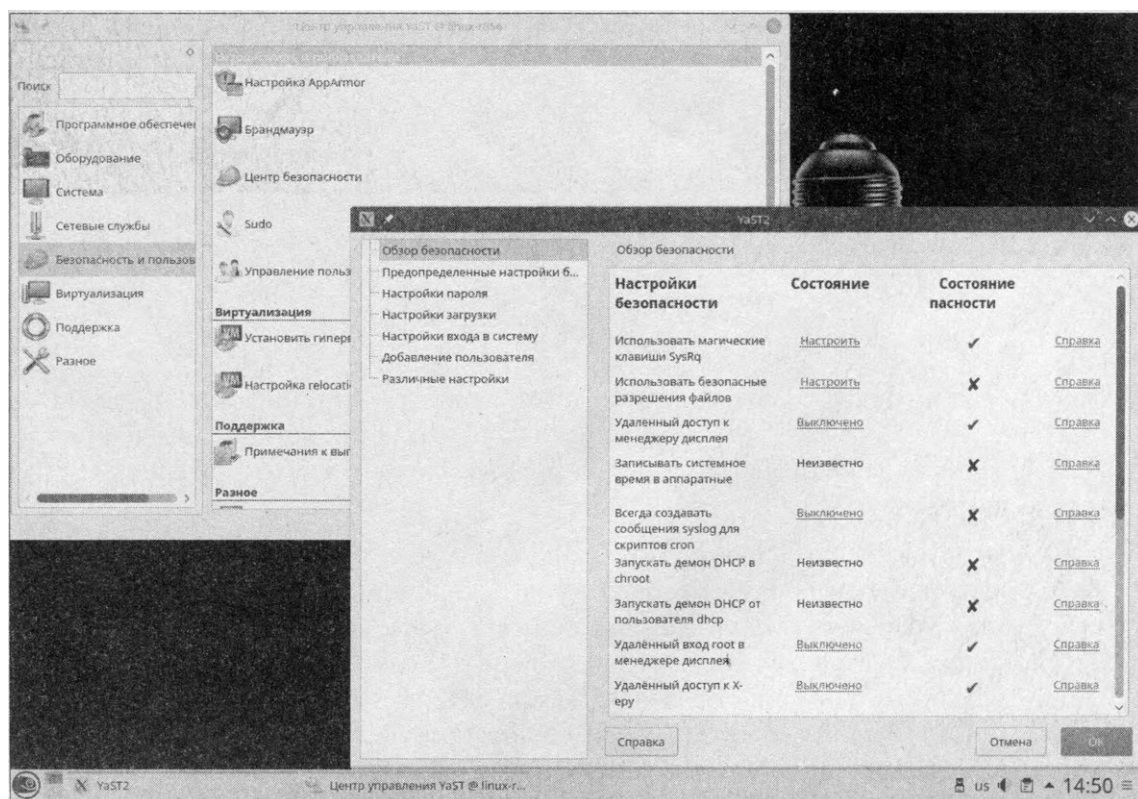 Центр управления YaST @ linux-
Поиск
Программное обеспечен
Оборудование
Система
Сетевые службы
Безопасность и пользов
Виртуализация
Поддержка
Разное
Настройка AppArmor
Брандмауэр
Центр безопасности
Sudo
Управление польз
Виртуализация
Установить гиперв
Настройка relocati
Поддержка
Примечания к вып
Разное
YaST2
Обзор безопасности
Предопределенные настройки б...
Настройки пароля
Настройки загрузки
Настройки входа в систему
Добавление пользователя
Различные настройки
Обзор безопасности
Настройки Состояние Состояние
безопасности пасности
Использовать магические Настроить ✔ Справка
клавиши SysRq
Использовать безопасные Настроить ✘ Справка
разрешения файлов
Удаленный доступ к Выключено ✔ Справка
менеджеру дисплея
Записывать системное Неизвестно ✘ Справка
время в аппаратные
Всегда создавать Выключено ✘ Справка
сообщения syslog для
скриптов cron
Запускать демон DHCP в Неизвестно ✘ Справка
chroot
Запускать демон DHCP от Неизвестно ✘ Справка
пользователя dhcp
Удалённый вход root в Выключено ✔ Справка
менеджере дисплея
Удалённый доступ к X- Выключено ✔ Справка
еру
Справка Отмена OK
YaST2 Центр управления YaST @ linux-r... us 14:50